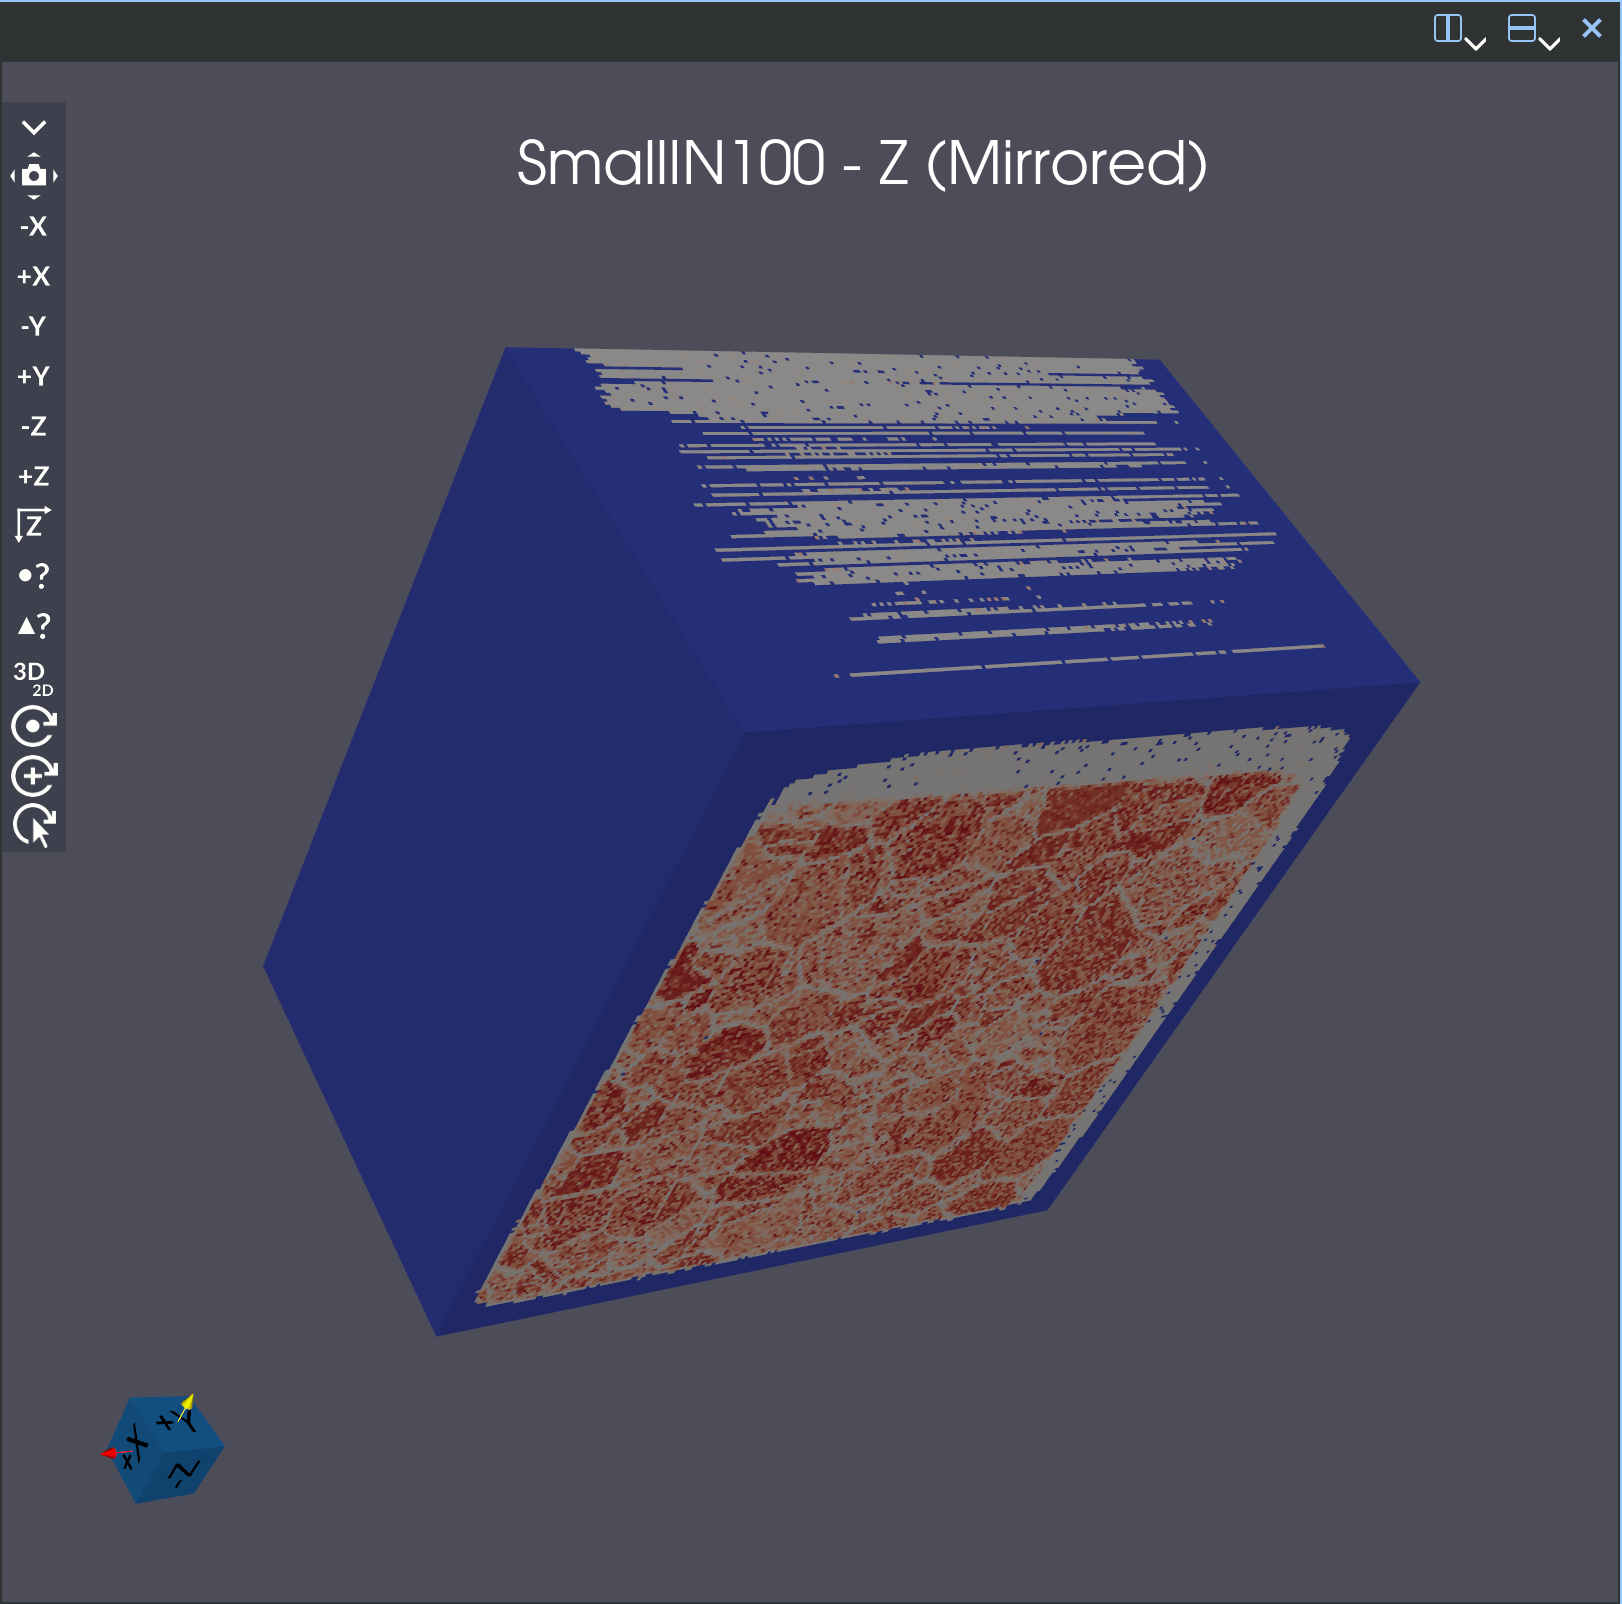 SmallIN100 - Z (Mirrored)
-X
+X
-Y
+Y
-Z
+Z
Z
?
?
3D
2D
+Y
+X
-Z